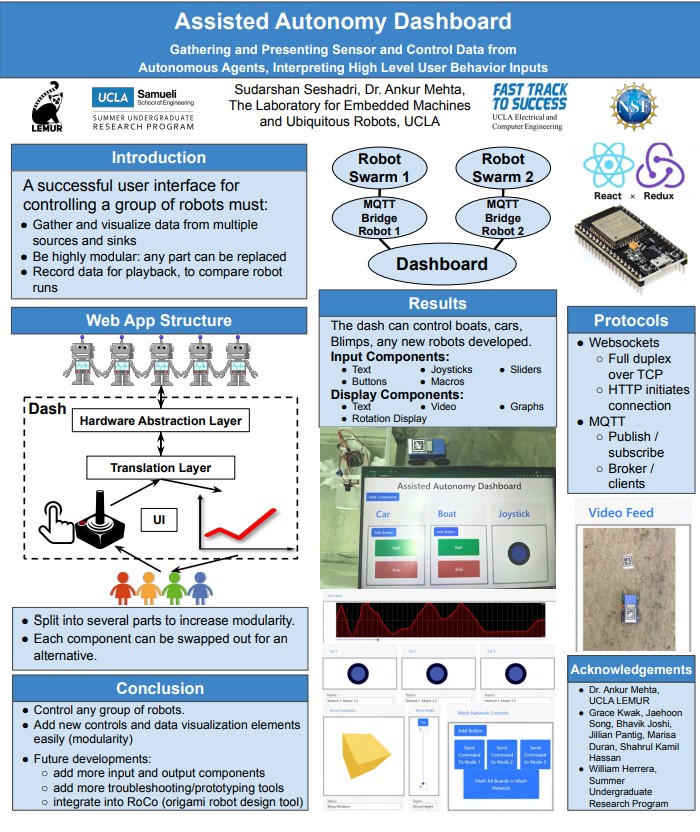 Assisted Autonomy Dashboard
Gathering and Presenting Sensor and Control Data from
Autonomous Agents, Interpreting High Level User Behavior Inputs
LEMUR
UCLA Samueli
School of Engineering
SUMMER UNDERGRADUATE
RESEARCH PROGRAM
Sudarshan Seshadri, Dr. Ankur Mehta,
The Laboratory for Embedded Machines
and Ubiquitous Robots, UCLA
FAST TRACK
TO SUCCESS
UCLA Electrical and
Computer Engineering
NSF
Introduction
A successful user interface for
controlling a group of robots must:
● Gather and visualize data from multiple
sources and sinks
● Be highly modular: any part can be replaced
● Record data for playback, to compare robot
runs
Web App Structure
Dash
Hardware Abstraction Layer
Translation Layer
UI
● Split into several parts to increase modularity.
● Each component can be swapped out for an
alternative.
Conclusion
● Control any group of robots.
● Add new controls and data visualization elements
easily (modularity)
● Future developments:
○ add more input and output components
○ add more troubleshooting/prototyping tools
○ integrate into RoCo (origami robot design tool)
Robot
Swarm 1
Robot
Swarm 2
MQTT
Bridge
Robot 1
MQTT
Bridge
Robot 2
Dashboard
Results
The dash can control boats, cars,
Blimps, any new robots developed.
Input Components:
● Text ● Joysticks ● Sliders
● Buttons ● Macros
Display Components:
● Text ● Video ● Graphs
● Rotation Display
Assisted Autonomy Dashboard
Add Component
Car Boat Joystick
Add Button Add Button
Start Start
Stop Stop
Car 1
Topics:
Topics:
Topics:
Blimp Orientation
Blimp Height
Mesh Network Controls
Add Button
Send Command To Node 1
Send Command To Node 2
Send Command To Node 3
Flash All Boards in Mesh Network
React × Redux
Protocols
● Websockets
○ Full duplex
over TCP
○ HTTP initiates
connection
● MQTT
○ Publish /
subscribe
○ Broker /
clients
Video Feed
Acknowledgements
● Dr. Ankur Mehta,
UCLA LEMUR
● Grace Kwak, Jaehoon
Song, Bhavik Joshi,
Jillian Pantig, Marisa
Duran, Shahrul Kamil
Hassan
● William Herrera,
Summer
Undergraduate
Research Program